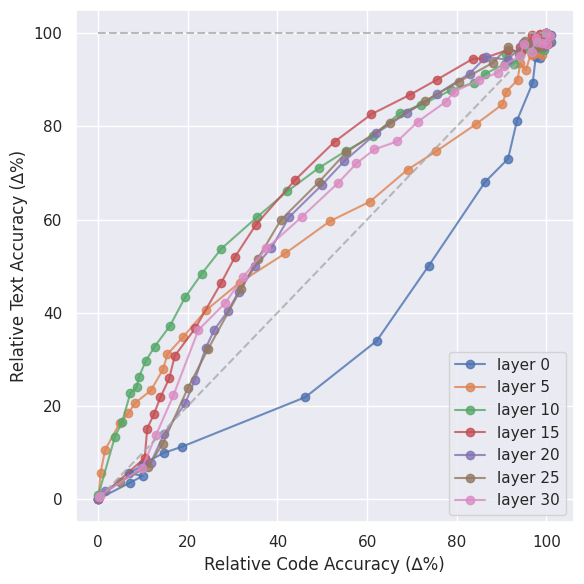 100
80
60
40
20
0
Relative Text Accuracy (Δ%)
0 20 40 60 80 100
Relative Code Accuracy (Δ%)
layer 0
layer 5
layer 10
layer 15
layer 20
layer 25
layer 30